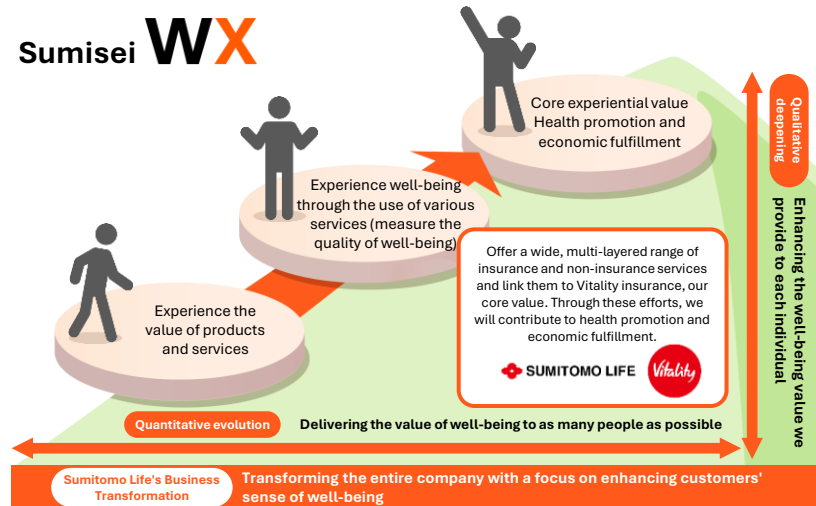 Sumisei WX
Core experiential value
Health promotion and
economic fulfillment
Experience well-being
through the use of various
services (measure the
quality of well-being)
Experience the
value of products
and services
Offer a wide, multi-layered range of
insurance and non-insurance services
and link them to Vitality insurance, our
core value. Through these efforts, we
will contribute to health promotion and
economic fulfillment.
SUMITOMO LIFE
Vitality
Qualitative
deepening
Enhancing the well-being value we
provide to each individual
Quantitative evolution
Delivering the value of well-being to as many people as possible
Sumitomo Life's Business
Transformation
Transforming the entire company with a focus on enhancing customers'
sense of well-being